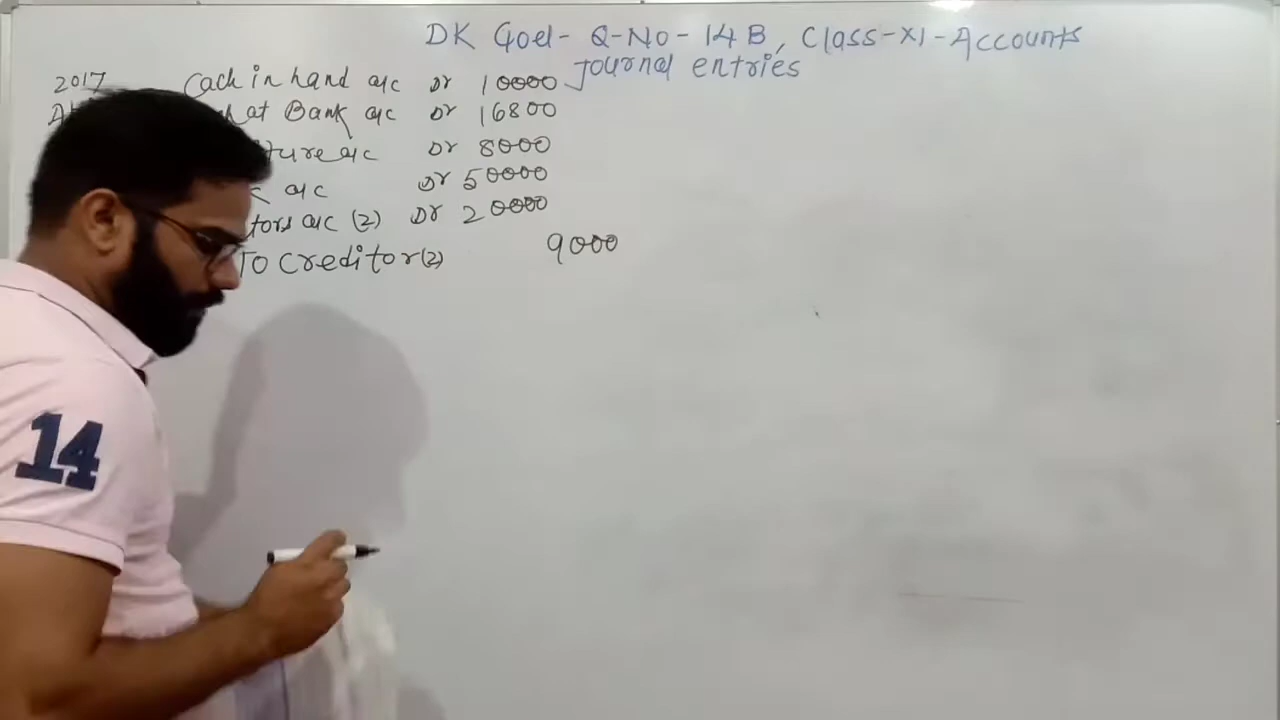 DK Goel - Q-No - 14 B, Class-XI-Accounts
Journal entries
2017 Cash in hand a/c Dr 10000
at Bank a/c Dr 16800
ture a/c Dr 8000
k a/c Dr 50000
tors a/c (2) Dr 20000
To Creditor (2) 9000
14